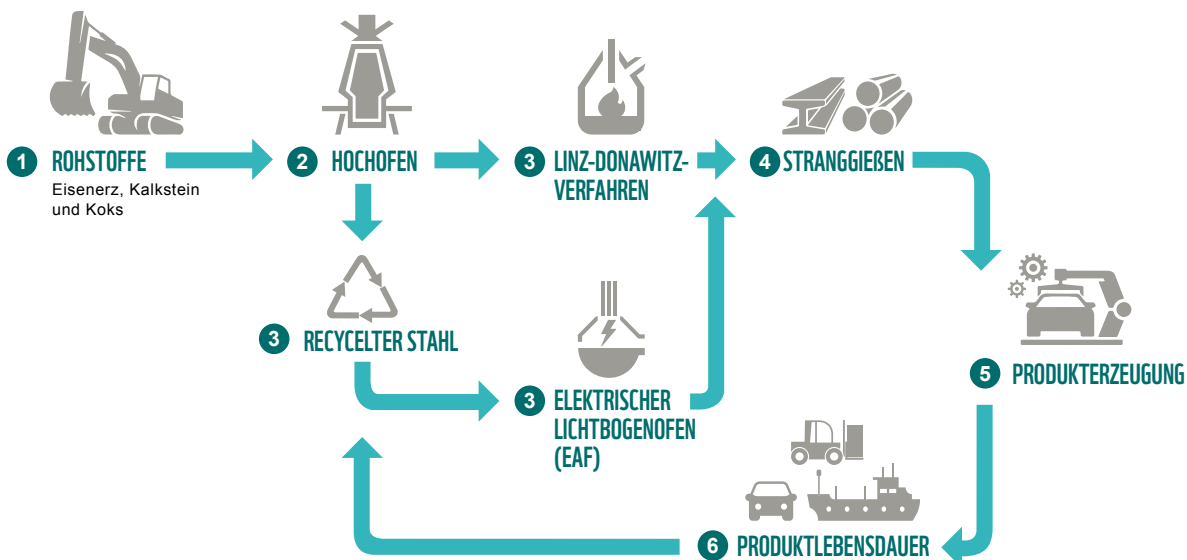 1 ROHSTOFFE
Eisenerz, Kalkstein
und Koks
2 HOCHOFEN
3 LINZ-DONAWITZ-
VERFAHREN
4 STRANGGIEßEN
3 RECYCELTER STAHL
3 ELEKTRISCHER
LICHTBOGENOFEN
(EAF)
5 PRODUKTERZEUGUNG
6 PRODUKTLEBENSDAUER